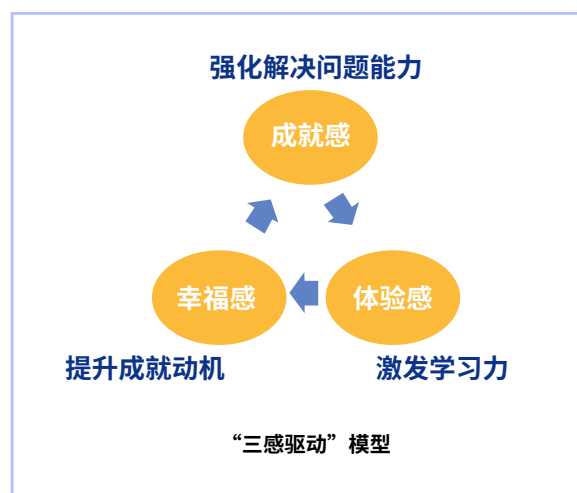 强化解决问题能力
成就感
幸福感
体验感
提升成就动机
激发学习力
“三感驱动”模型